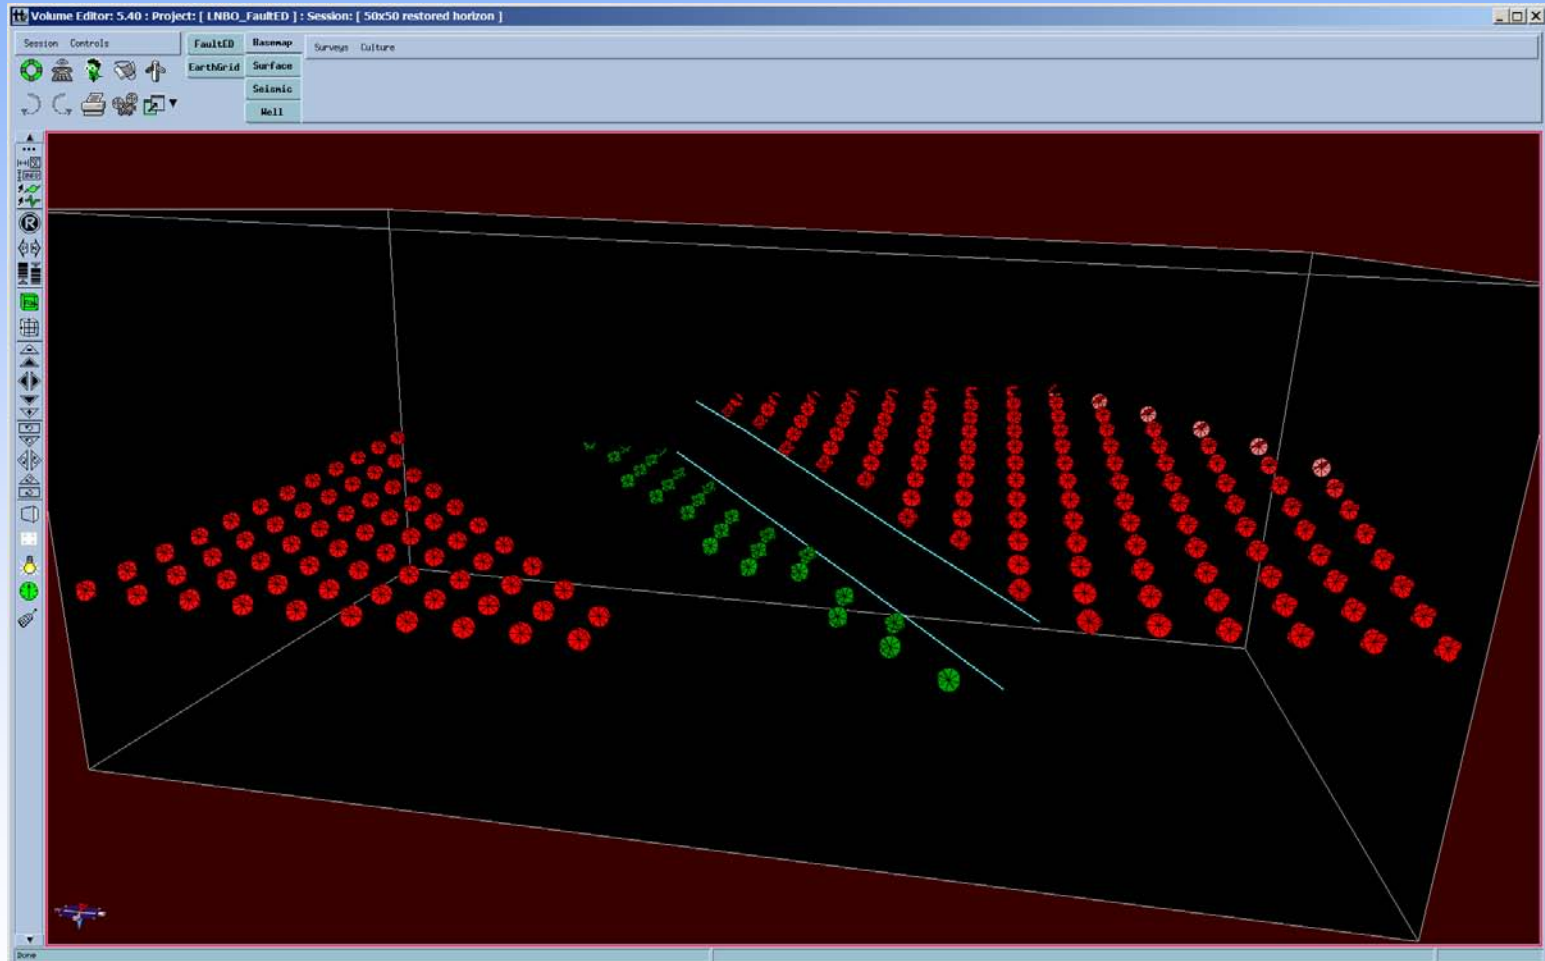 Volume Editor: 5.40 : Project: [ LNBO_FaultED ] : Session: [ 50x50 restored horizon ]
Session Controls
FaultED
Basemap
Surveys Culture
EarthGrid
Surface
Seismic
Well
R
Done